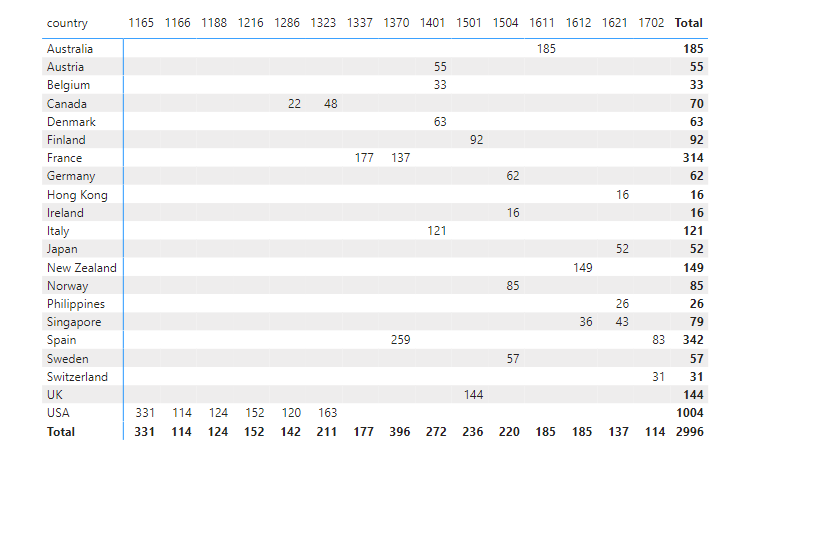 country 1165 1166 1188 1216 1286 1323 1337 1370 1401 1501 1504 1611 1612 1621 1702 Total
Australia 185 185
Austria 55 55
Belgium 33 33
Canada 22 48 70
Denmark 63 63
Finland 92 92
France 177 137 314
Germany 62 62
Hong Kong 16 16
Ireland 16 16
Italy 121 121
Japan 52 52
New Zealand 149 149
Norway 85 85
Philippines 26 26
Singapore 36 43 79
Spain 259 83 342
Sweden 57 57
Switzerland 31 31
UK 144 144
USA 331 114 124 152 120 163 1004
Total 331 114 124 152 142 211 177 396 272 236 220 185 185 137 114 2996